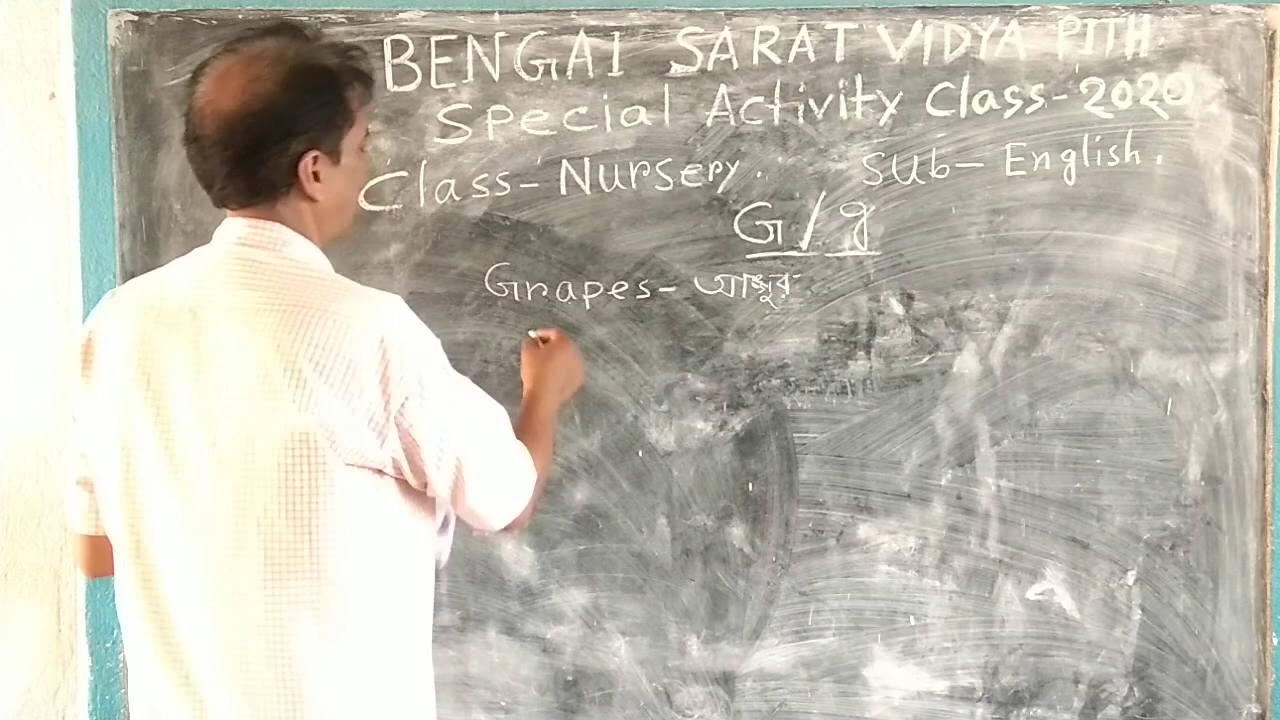 BENGAI SARAT VIDYA PITH.
Special Activity Class-2020
Class-Nursery. Sub- English.
G/g
Grapes- আঙ্গুর